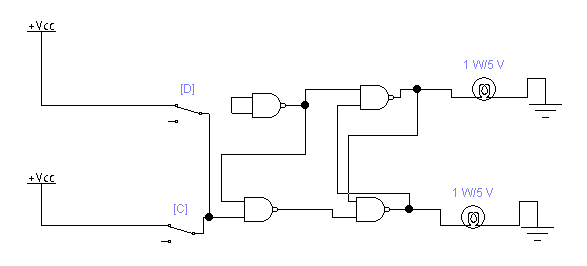 +Vcc
1 W/5 V
[D]
+Vcc
[C]
1 W/5 V